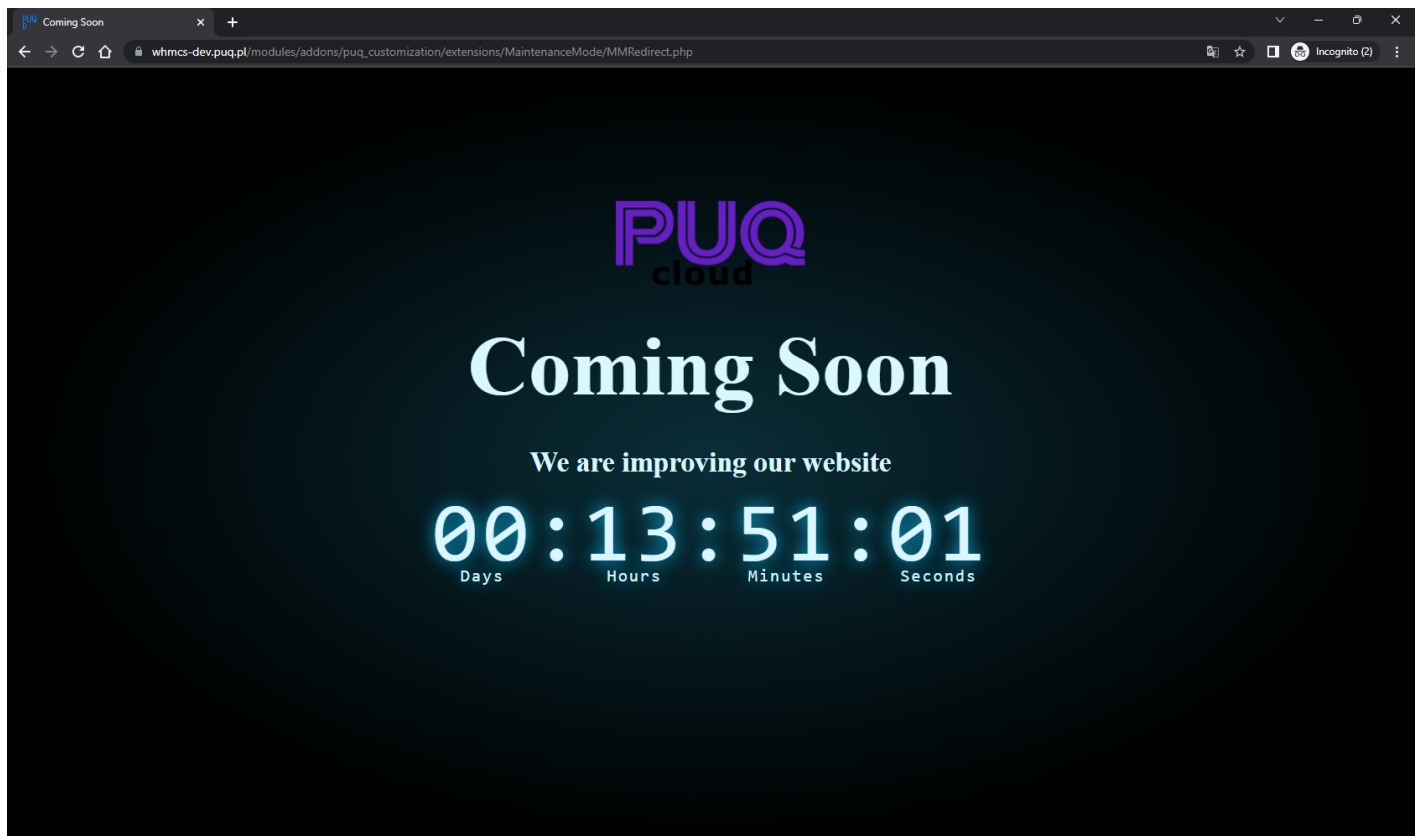 PUQ
D
Coming Soon
whmcs-dev.puq.pl/modules/addons/puq_customization/extensions/MaintenanceMode/MMRedirect.php
Incognito (2)
PUQ
cloud
Coming Soon
We are improving our website
00:13:51:01
Days Hours Minutes Seconds